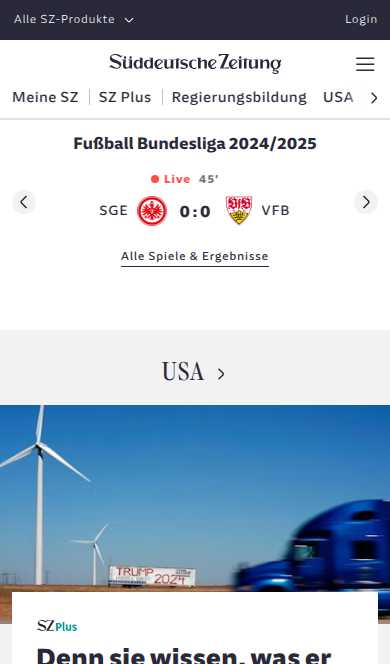 Alle SZ-Produkte
Login
Süddeutsche Zeitung
Meine SZ
SZ Plus
Regierungsbildung
USA
Fußball Bundesliga 2024/2025
Live 45'
SGE 0:0 VFB
Alle Spiele & Ergebnisse
USA
TRUMP
2024
SZ Plus
Denn sie wissen, was er